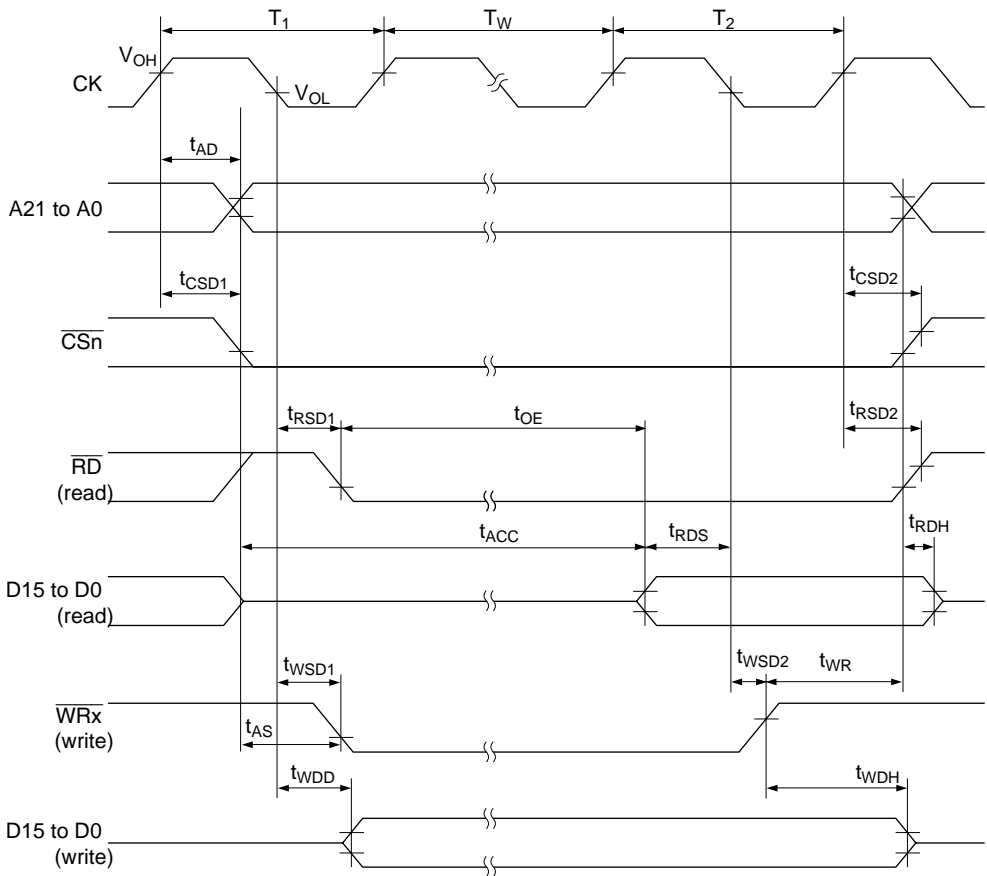 T1 TW T2
VOH
CK
VOL
tAD
A21 to A0
tCSD1 tCSD2
CSn
tRSD1 tOE tRSD2
RD
(read)
tACC tRDS tRDH
D15 to D0
(read)
tWSD1 tWSD2 tWR
WRx
(write)
tAS
tWDD tWDH
D15 to D0
(write)